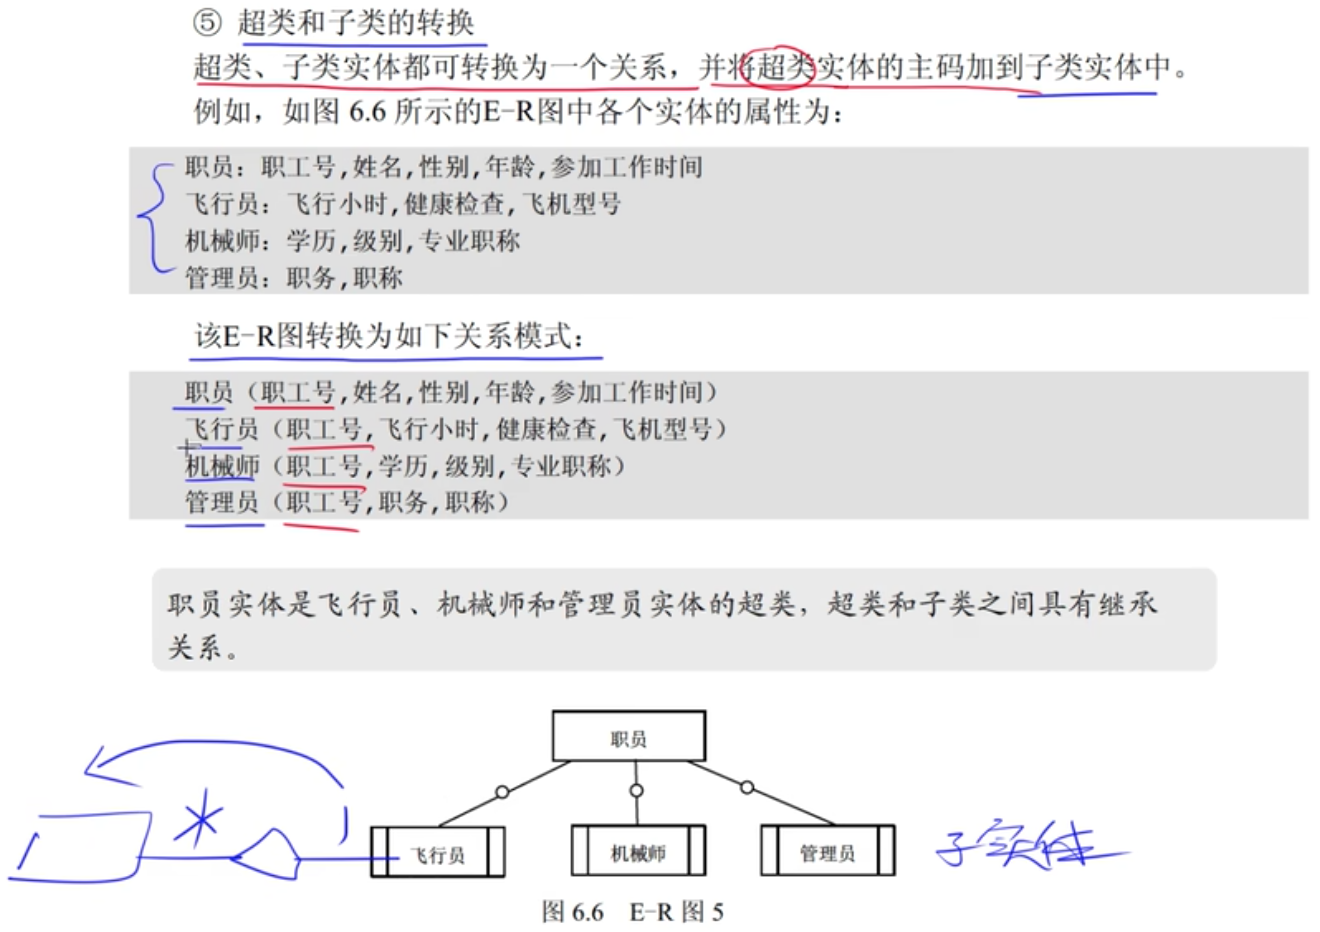 ⑤ 超类和子类的转换
超类、子类实体都可转换为一个关系，并将超类实体的主码加到子类实体中。
例如，如图 6.6 所示的E-R图中各个实体的属性为：
职员：职工号,姓名,性别,年龄,参加工作时间
飞行员：飞行小时,健康检查,飞机型号
机械师：学历,级别,专业职称
管理员：职务,职称
该E-R图转换为如下关系模式：
职员（职工号,姓名,性别,年龄,参加工作时间）
飞行员（职工号,飞行小时,健康检查,飞机型号）
机械师（职工号,学历,级别,专业职称）
管理员（职工号,职务,职称）
职员实体是飞行员、机械师和管理员实体的超类，超类和子类之间具有继承
关系。
职员
*
飞行员
机械师
管理员
子实体
图 6.6 E-R 图 5